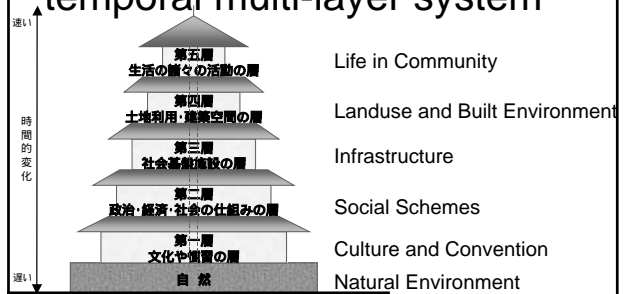 temporal multi-layer system
速い
第五層
生活の諸々の活動の層
Life in Community
第四層
土地利用・建築空間の層
Landuse and Built Environment
時間的変化
第三層
社会基盤施設の層
Infrastructure
第二層
政治・経済・社会の仕組みの層
Social Schemes
第一層
文化や慣習の層
Culture and Convention
遅い
自然
Natural Environment